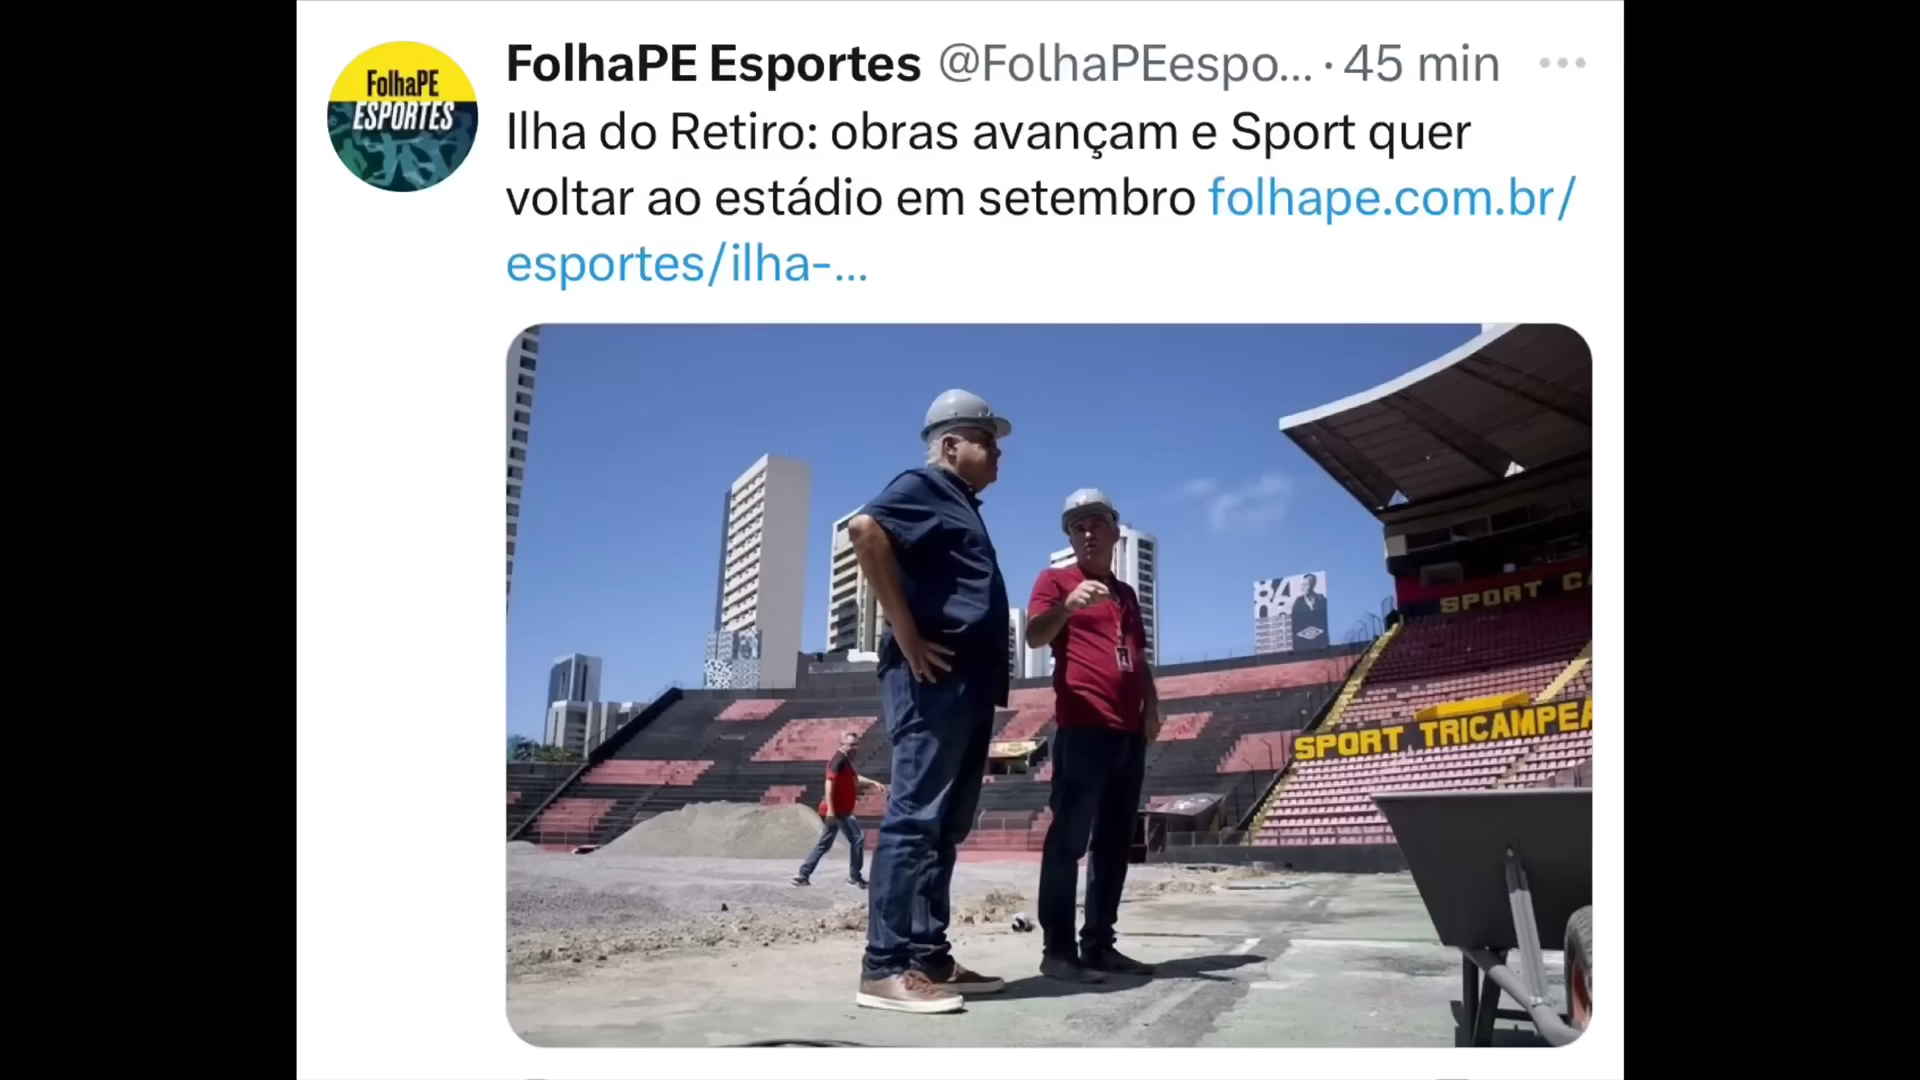 FolhaPE
ESPORTES
FolhaPE Esportes @FolhaPEespo... · 45 min
Ilha do Retiro: obras avançam e Sport quer
voltar ao estádio em setembro folhape.com.br/
esportes/ilha-...
SPORT C
SPORT TRICAMPEA